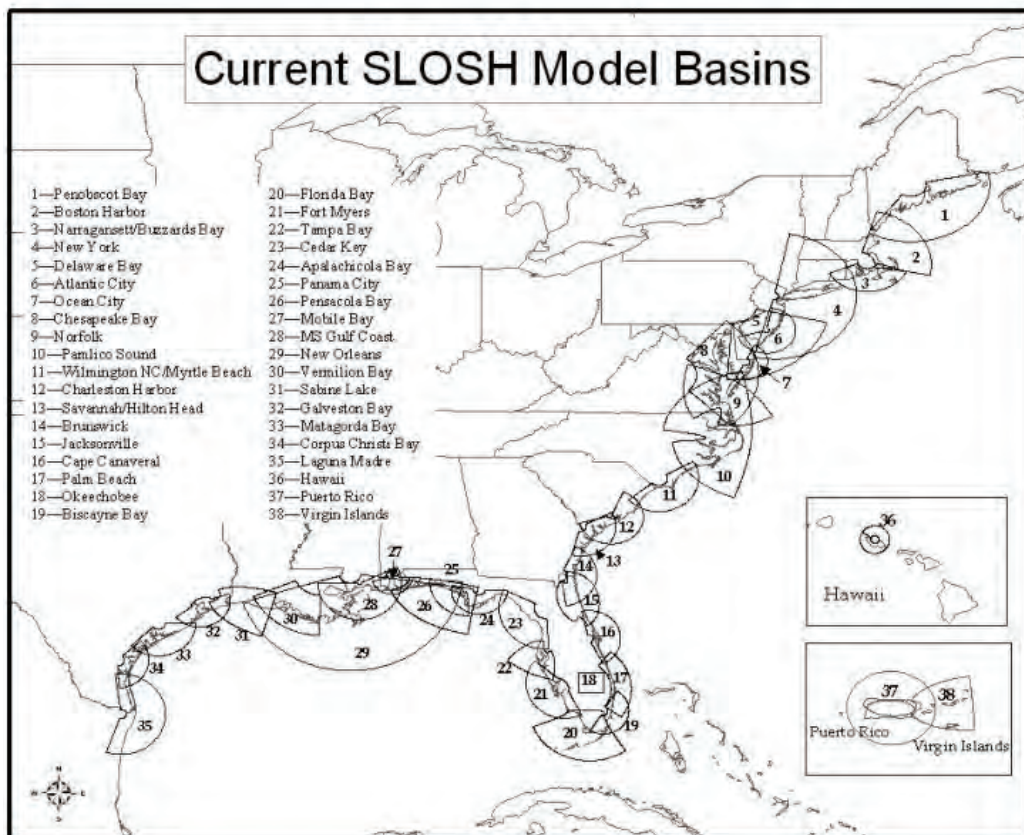 Current SLOSH Model Basins
1—Penobscot Bay
2—Boston Harbor
3—Narragansett/Buzzards Bay
4—New York
5—Delaware Bay
6—Atlantic City
7—Ocean City
8—Chesapeake Bay
9—Norfolk
10—Pamlico Sound
11—Wilmington NC/Myrtle Beach
12—Charleston Harbor
13—Savannah/Hilton Head
14—Brunswick
15—Jacksonville
16—Cape Canaveral
17—Palm Beach
18—Okeechobee
19—Biscayne Bay
20—Florida Bay
21—Fort Myers
22—Tampa Bay
23—Cedar Key
24—Apalachicola Bay
25—Panama City
26—Pensacola Bay
27—Mobile Bay
28—MS Gulf Coast
29—New Orleans
30—Vermilion Bay
31—Sabine Lake
32—Galveston Bay
33—Matagorda Bay
34—Corpus Christi Bay
35—Laguna Madre
36—Hawaii
37—Puerto Rico
38—Virgin Islands
1
2
3
4
5
6
7
8
9
10
11
12
13
14
15
16
17
18
19
20
21
22
23
24
25
26
27
28
29
30
31
32
33
34
35
36
Hawaii
37
38
Puerto Rico
Virgin Islands
N
W
E
S